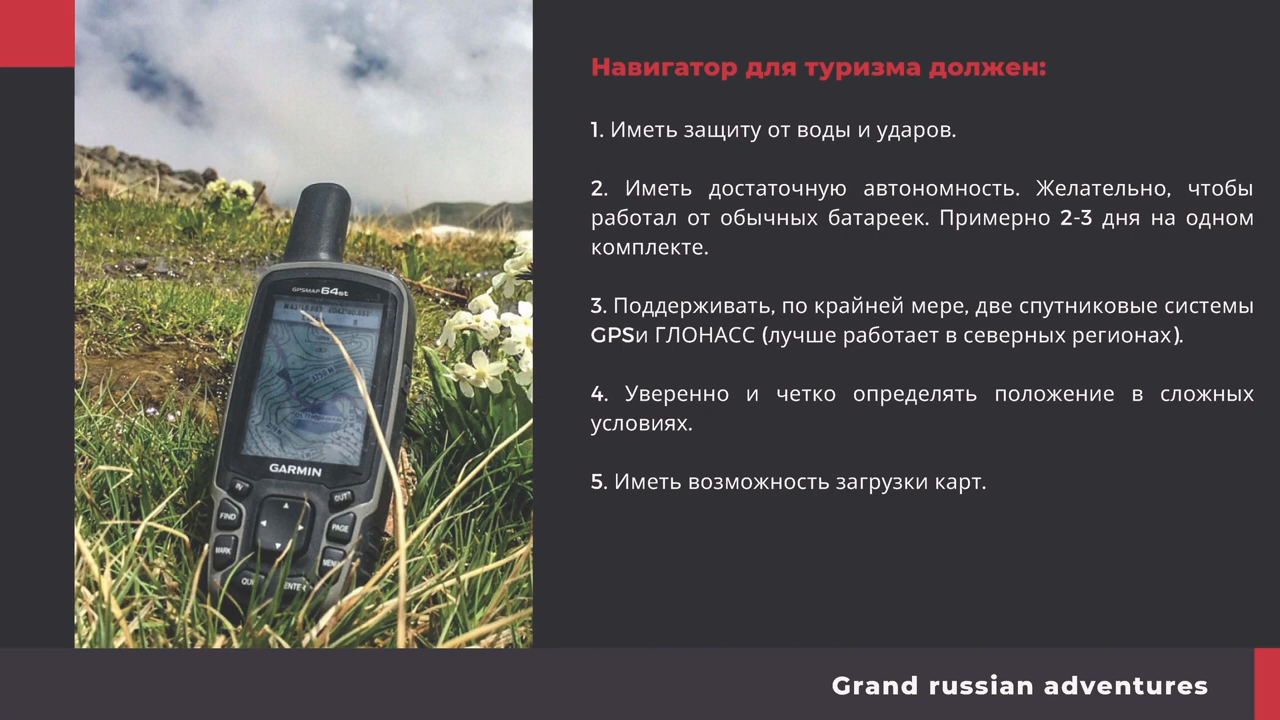 Навигатор для туризма должен:
1. Иметь защиту от воды и ударов.
2. Иметь достаточную автономность. Желательно, чтобы
работал от обычных батареек. Примерно 2-3 дня на одном
комплекте.
3. Поддерживать, по крайней мере, две спутниковые системы
GPSи ГЛОНАСС (лучше работает в северных регионах).
4. Уверенно и четко определять положение в сложных
условиях.
5. Иметь возможность загрузки карт.
GPSMAP 64st
GARMIN
IN OUT
FIND PAGE
MARK MENU
ENTER
Grand russian adventures